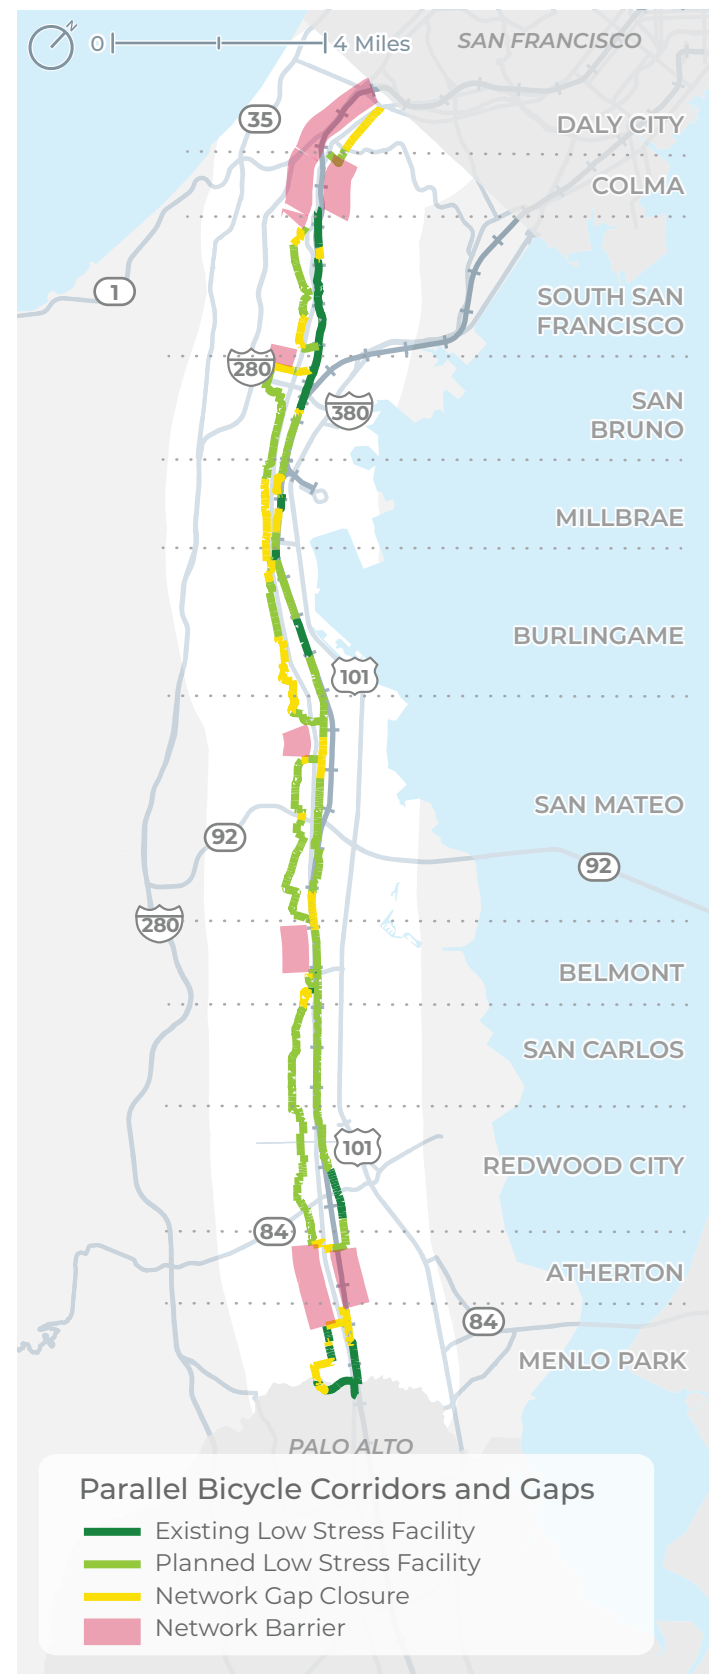 N
0
4 Miles
SAN FRANCISCO
35
DALY CITY
COLMA
1
SOUTH SAN
FRANCISCO
280
380
SAN
BRUNO
MILLBRAE
BURLINGAME
101
SAN MATEO
92
92
280
BELMONT
SAN CARLOS
101
REDWOOD CITY
84
ATHERTON
84
MENLO PARK
PALO ALTO
Parallel Bicycle Corridors and Gaps
Existing Low Stress Facility
Planned Low Stress Facility
Network Gap Closure
Network Barrier